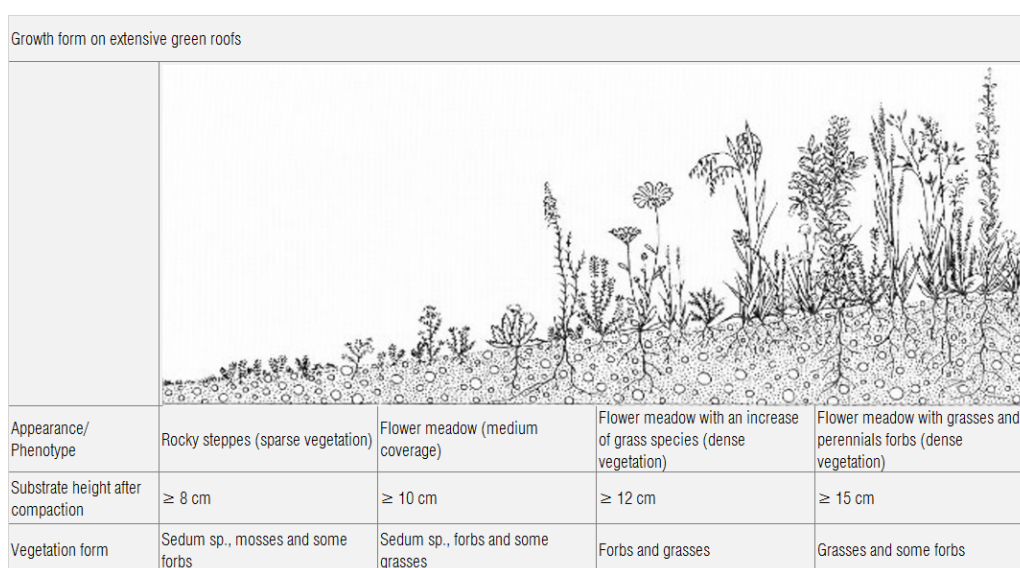 Growth form on extensive green roofs
Appearance/
Phenotype
Rocky steppes (sparse vegetation)
Flower meadow (medium
coverage)
Flower meadow with an increase
of grass species (dense
vegetation)
Flower meadow with grasses and
perennials forbs (dense
vegetation)
Substrate height after
compaction
≥ 8 cm
≥ 10 cm
≥ 12 cm
≥ 15 cm
Vegetation form
Sedum sp., mosses and some
forbs
Sedum sp., forbs and some
grasses
Forbs and grasses
Grasses and some forbs